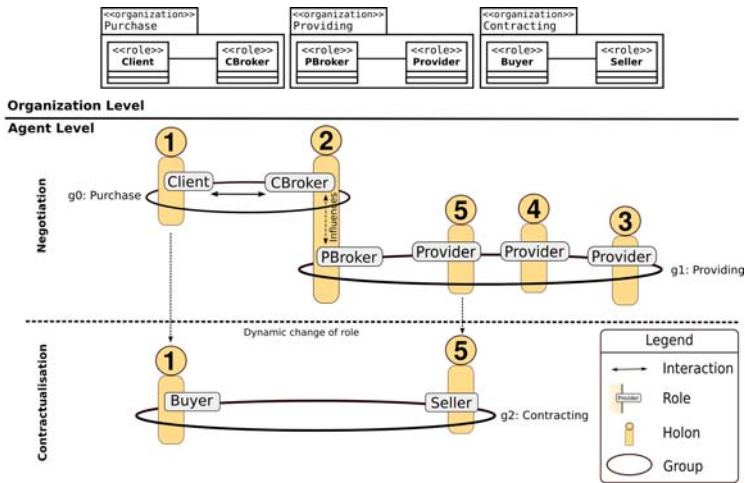 <<organization>>
Purchase
<<role>>
Client
<<role>>
CBroker
<<organization>>
Providing
<<role>>
PBroker
<<role>>
Provider
<<organization>>
Contracting
<<role>>
Buyer
<<role>>
Seller
Organization Level
Agent Level
Negotiation
1
2
Client
CBroker
g0: Purchase
Influences
5
4
3
PBroker
Provider
Provider
Provider
g1: Providing
Dynamic change of role
Contractualisation
1
5
Buyer
Seller
g2: Contracting
Legend
Interaction
Provider
Role
Holon
Group